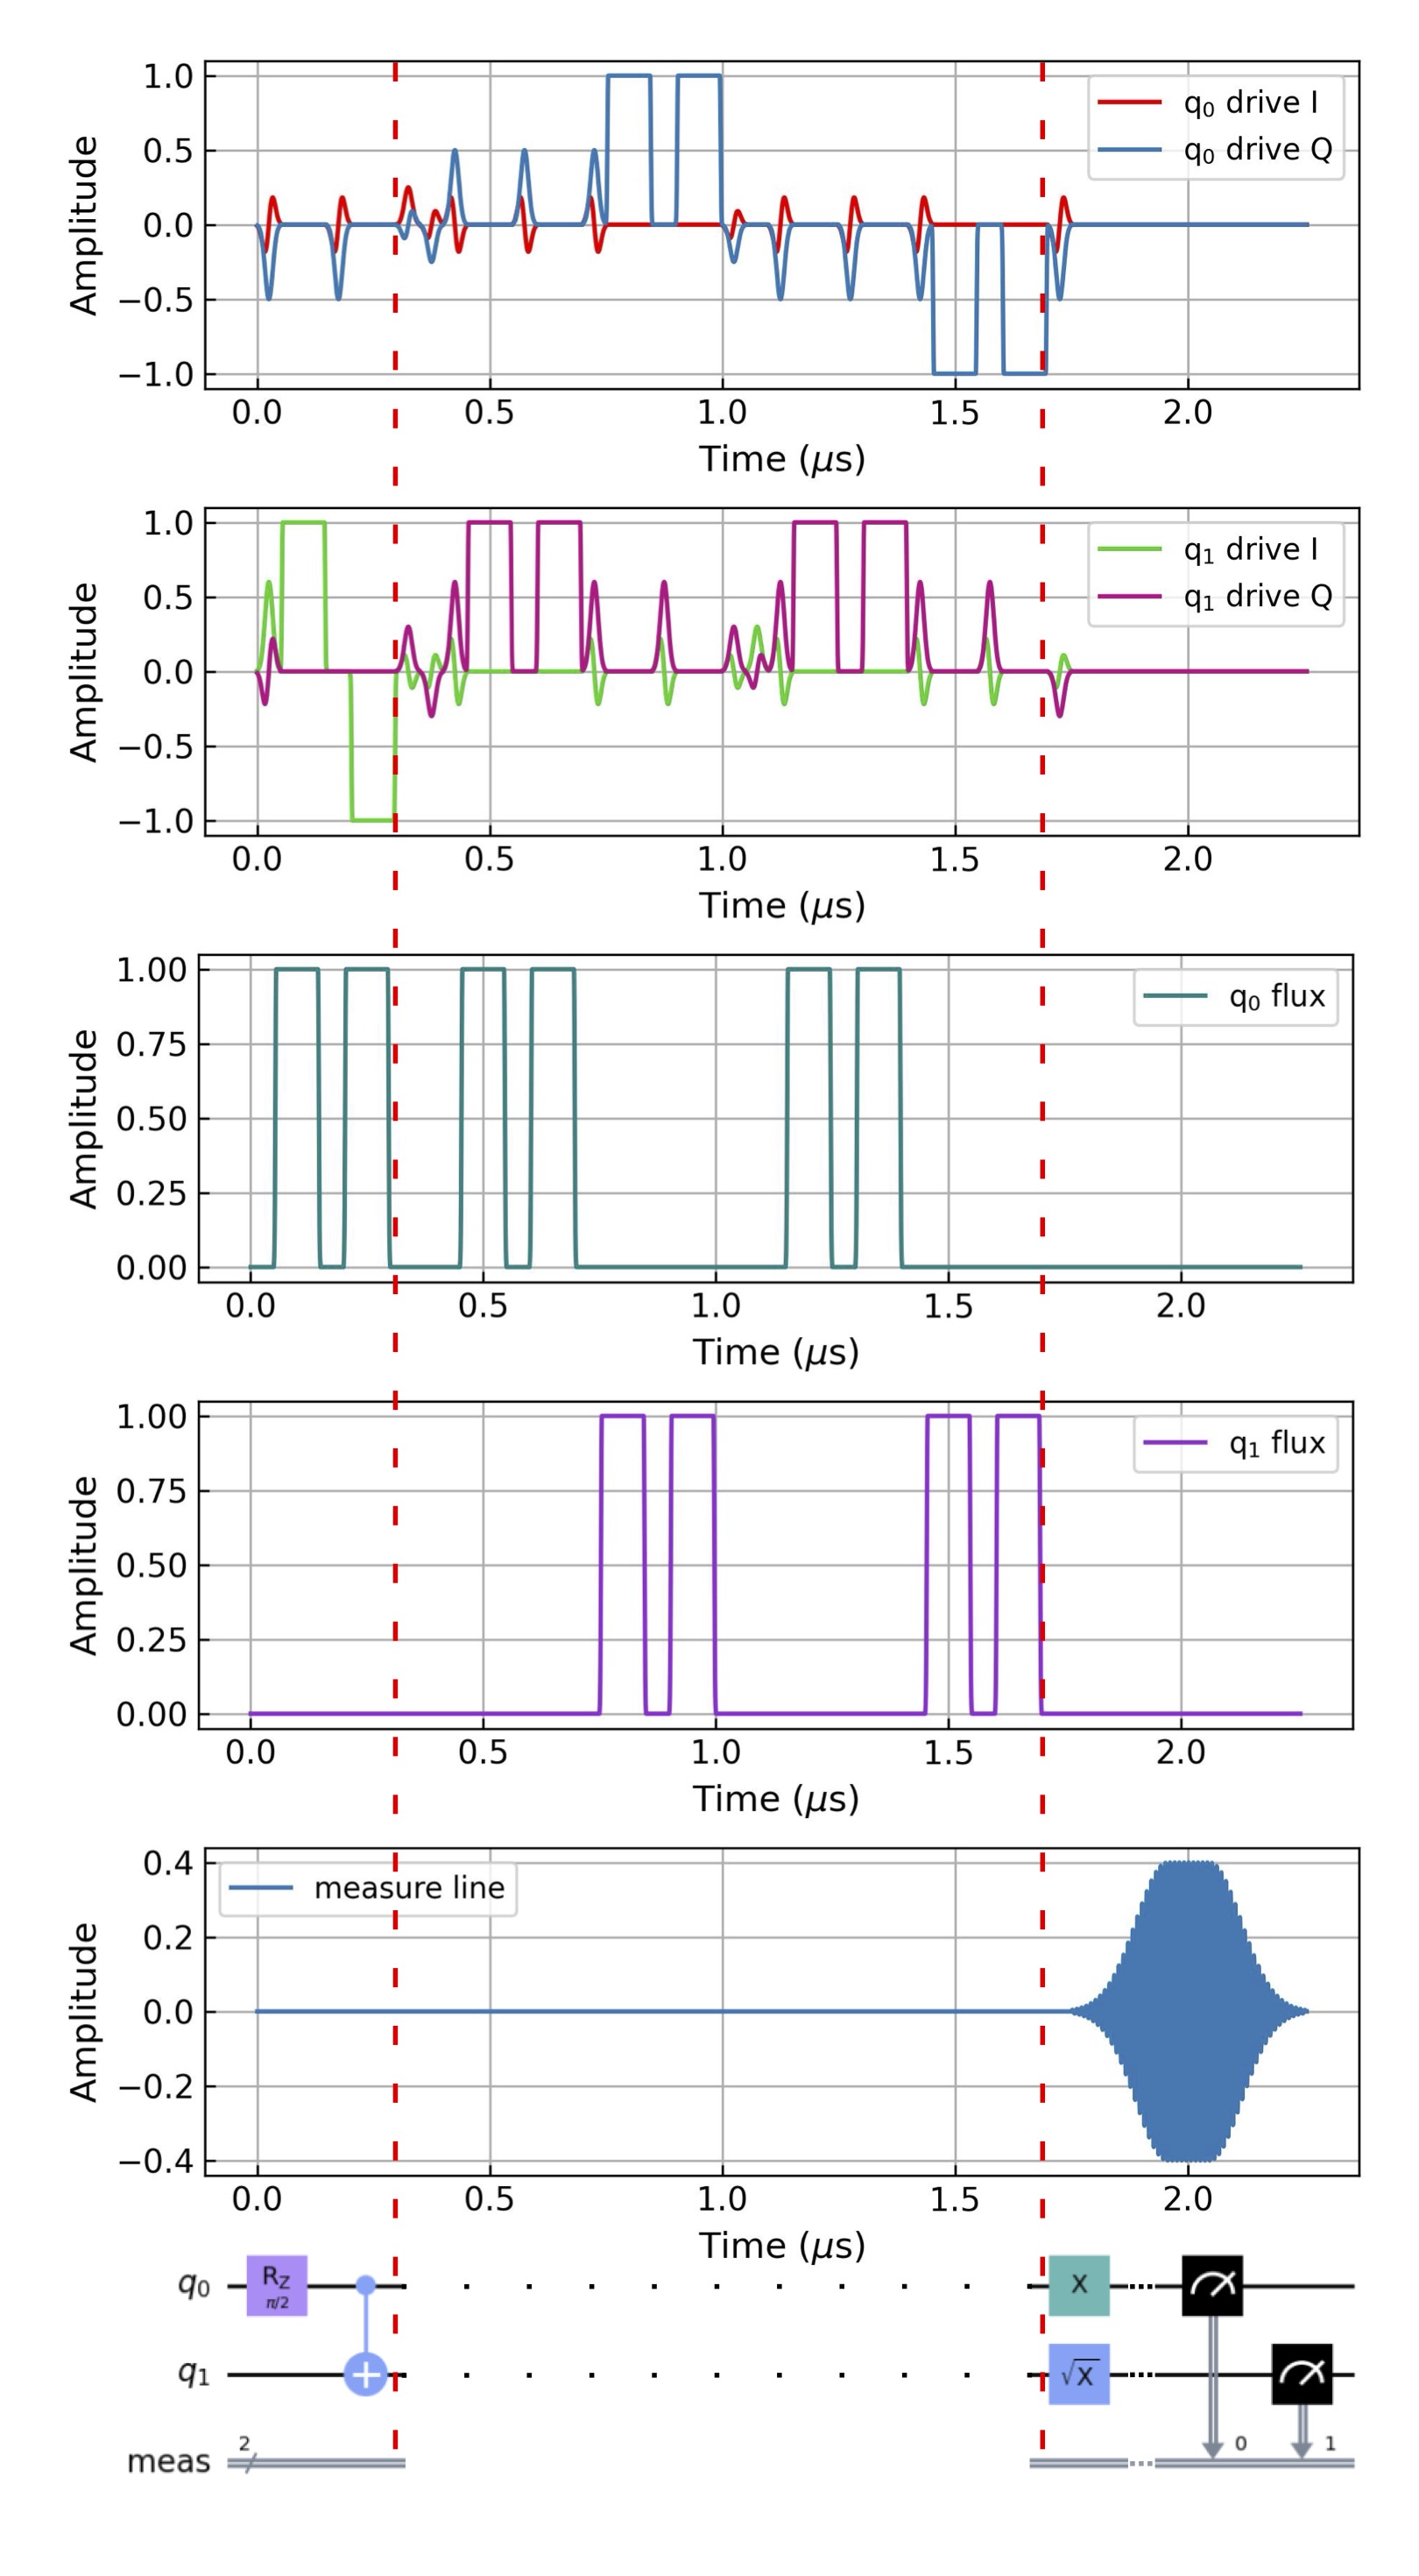 1.0
0.5
0.0
−0.5
−1.0
Amplitude
q0 drive I
q0 drive Q
0.0 0.5 1.0 1.5 2.0
Time (μs)
1.0
0.5
0.0
−0.5
−1.0
Amplitude
q1 drive I
q1 drive Q
0.0 0.5 1.0 1.5 2.0
Time (μs)
1.00
0.75
0.50
0.25
0.00
Amplitude
q0 flux
0.0 0.5 1.0 1.5 2.0
Time (μs)
1.00
0.75
0.50
0.25
0.00
Amplitude
q1 flux
0.0 0.5 1.0 1.5 2.0
Time (μs)
0.4
0.2
0.0
−0.2
−0.4
Amplitude
measure line
0.0 0.5 1.0 1.5 2.0
Time (μs)
q0 RZ π/2 X
q1 √X
meas 2 0 1